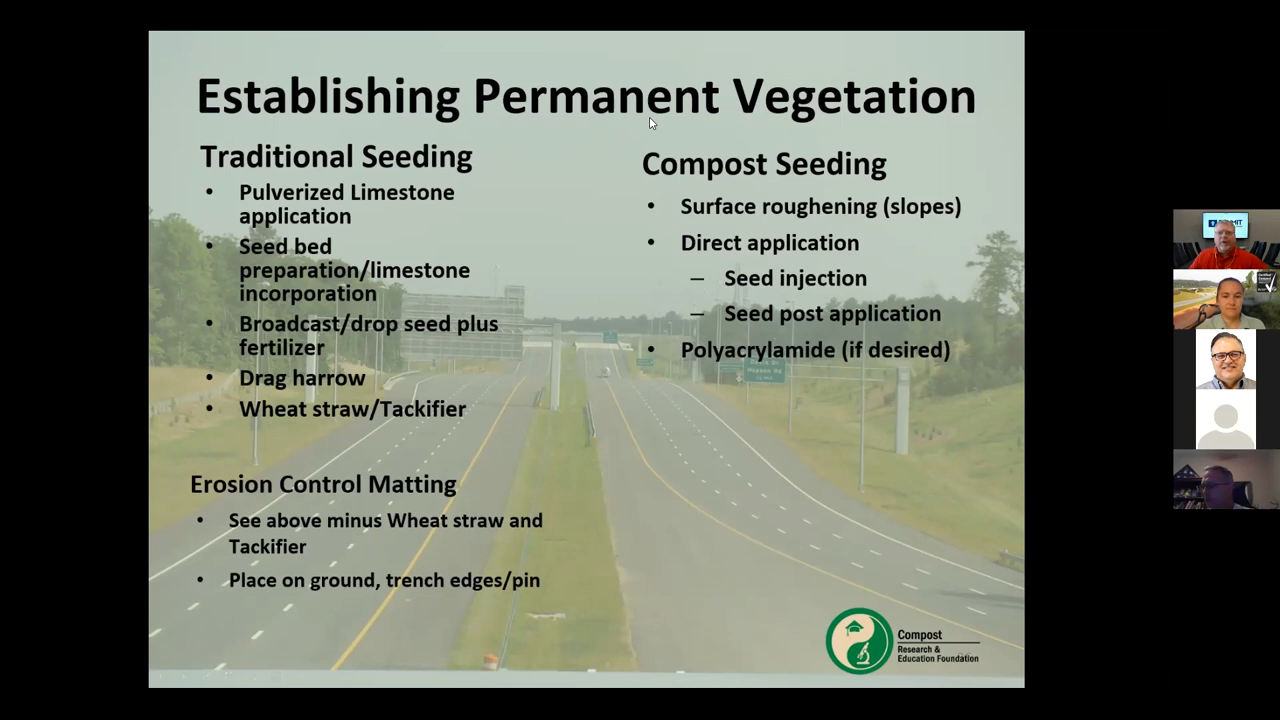 Establishing Permanent Vegetation
Traditional Seeding
• Pulverized Limestone
application
• Seed bed
preparation/limestone
incorporation
• Broadcast/drop seed plus
fertilizer
• Drag harrow
• Wheat straw/Tackifier
Erosion Control Matting
• See above minus Wheat straw and
Tackifier
• Place on ground, trench edges/pin
Compost Seeding
• Surface roughening (slopes)
• Direct application
– Seed injection
– Seed post application
• Polyacrylamide (if desired)
Compost
Research &
Education Foundation